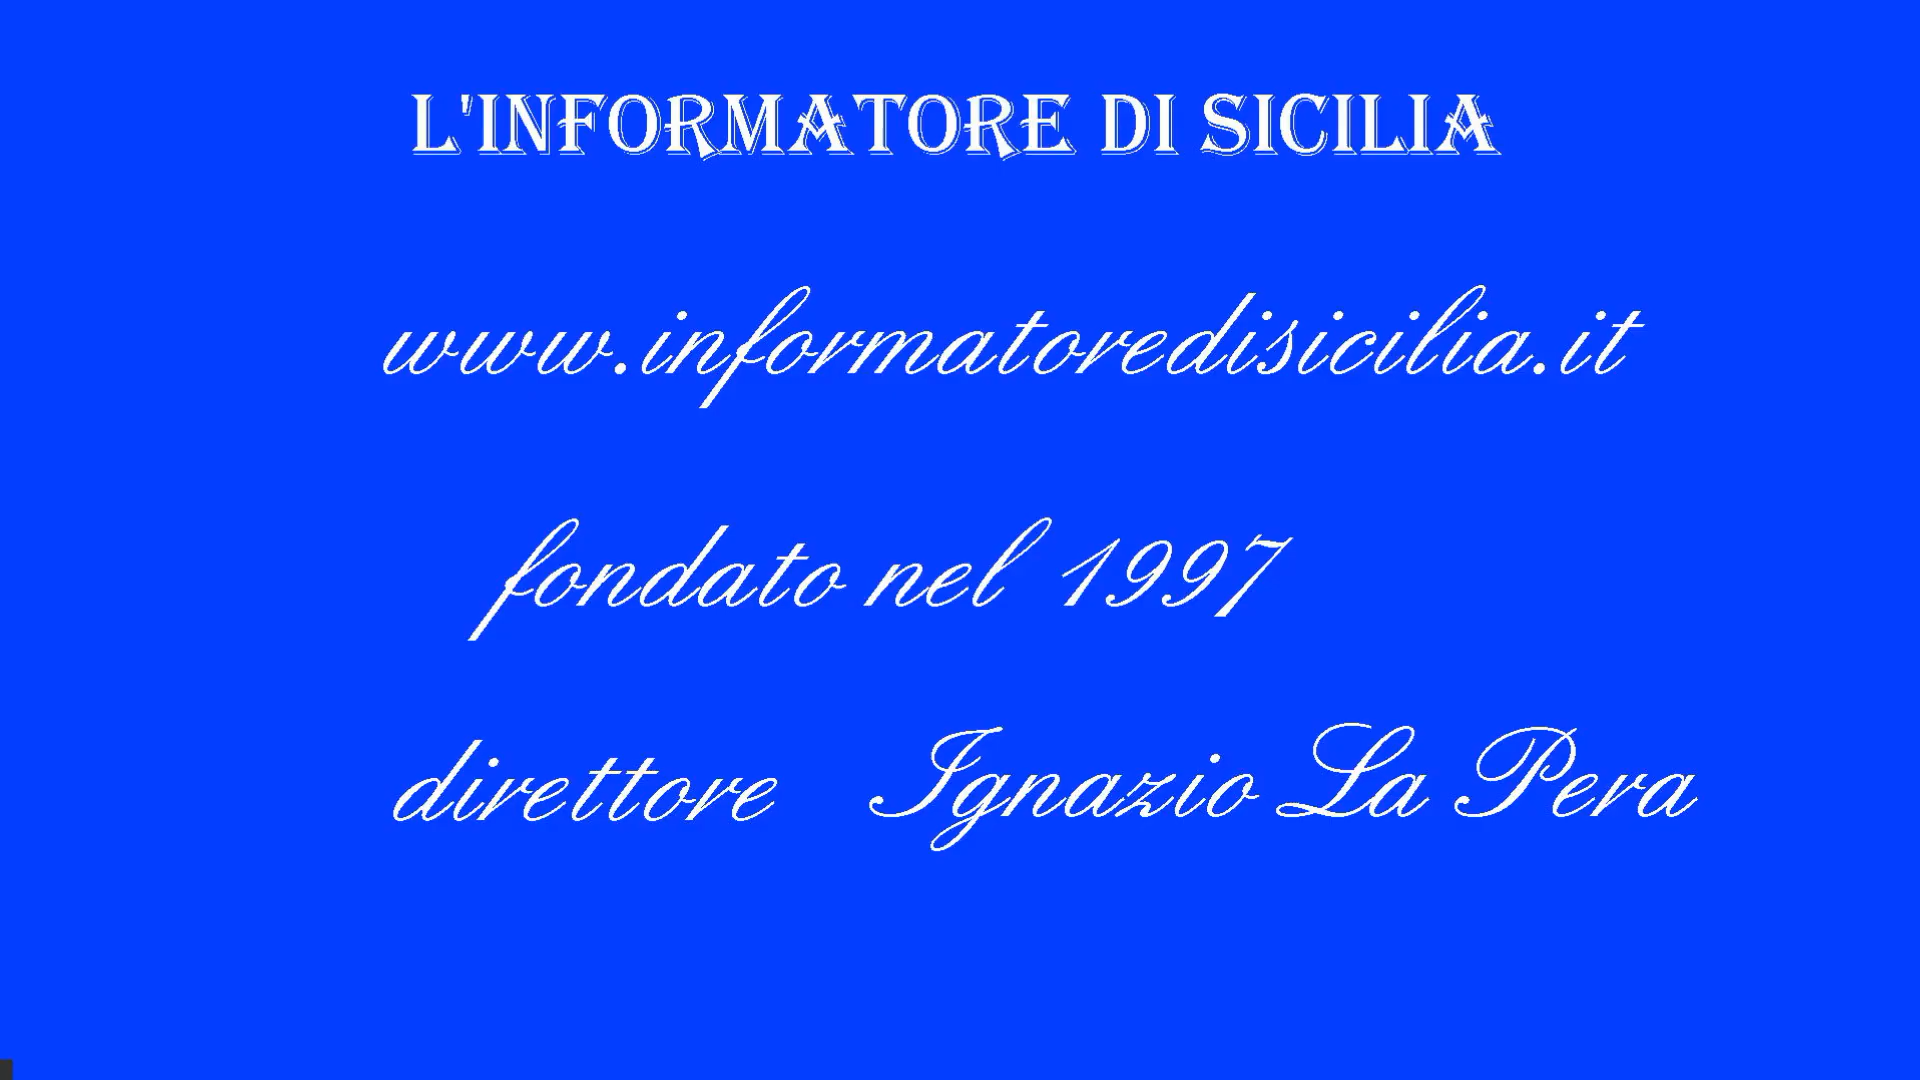 L'INFORMATORE DI SICILIA
www.informatoredisicilia.it
fondato nel 1997
direttore Ignazio La Pera